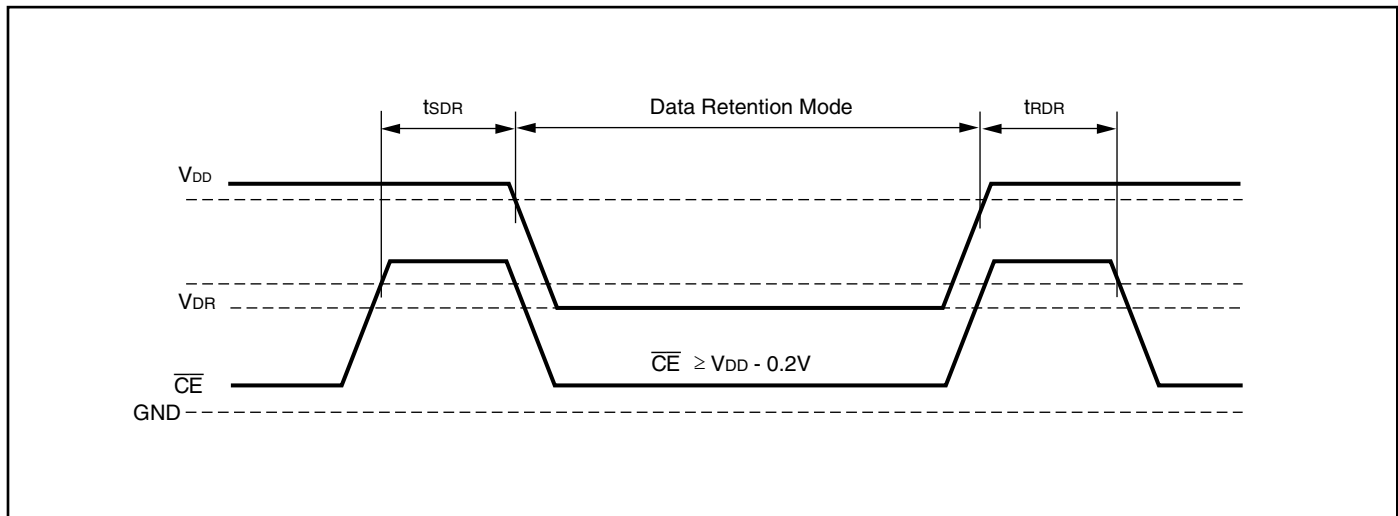 tSDR Data Retention Mode tRDR
VDD
VDR
CE ≥ VDD - 0.2V
CE
GND